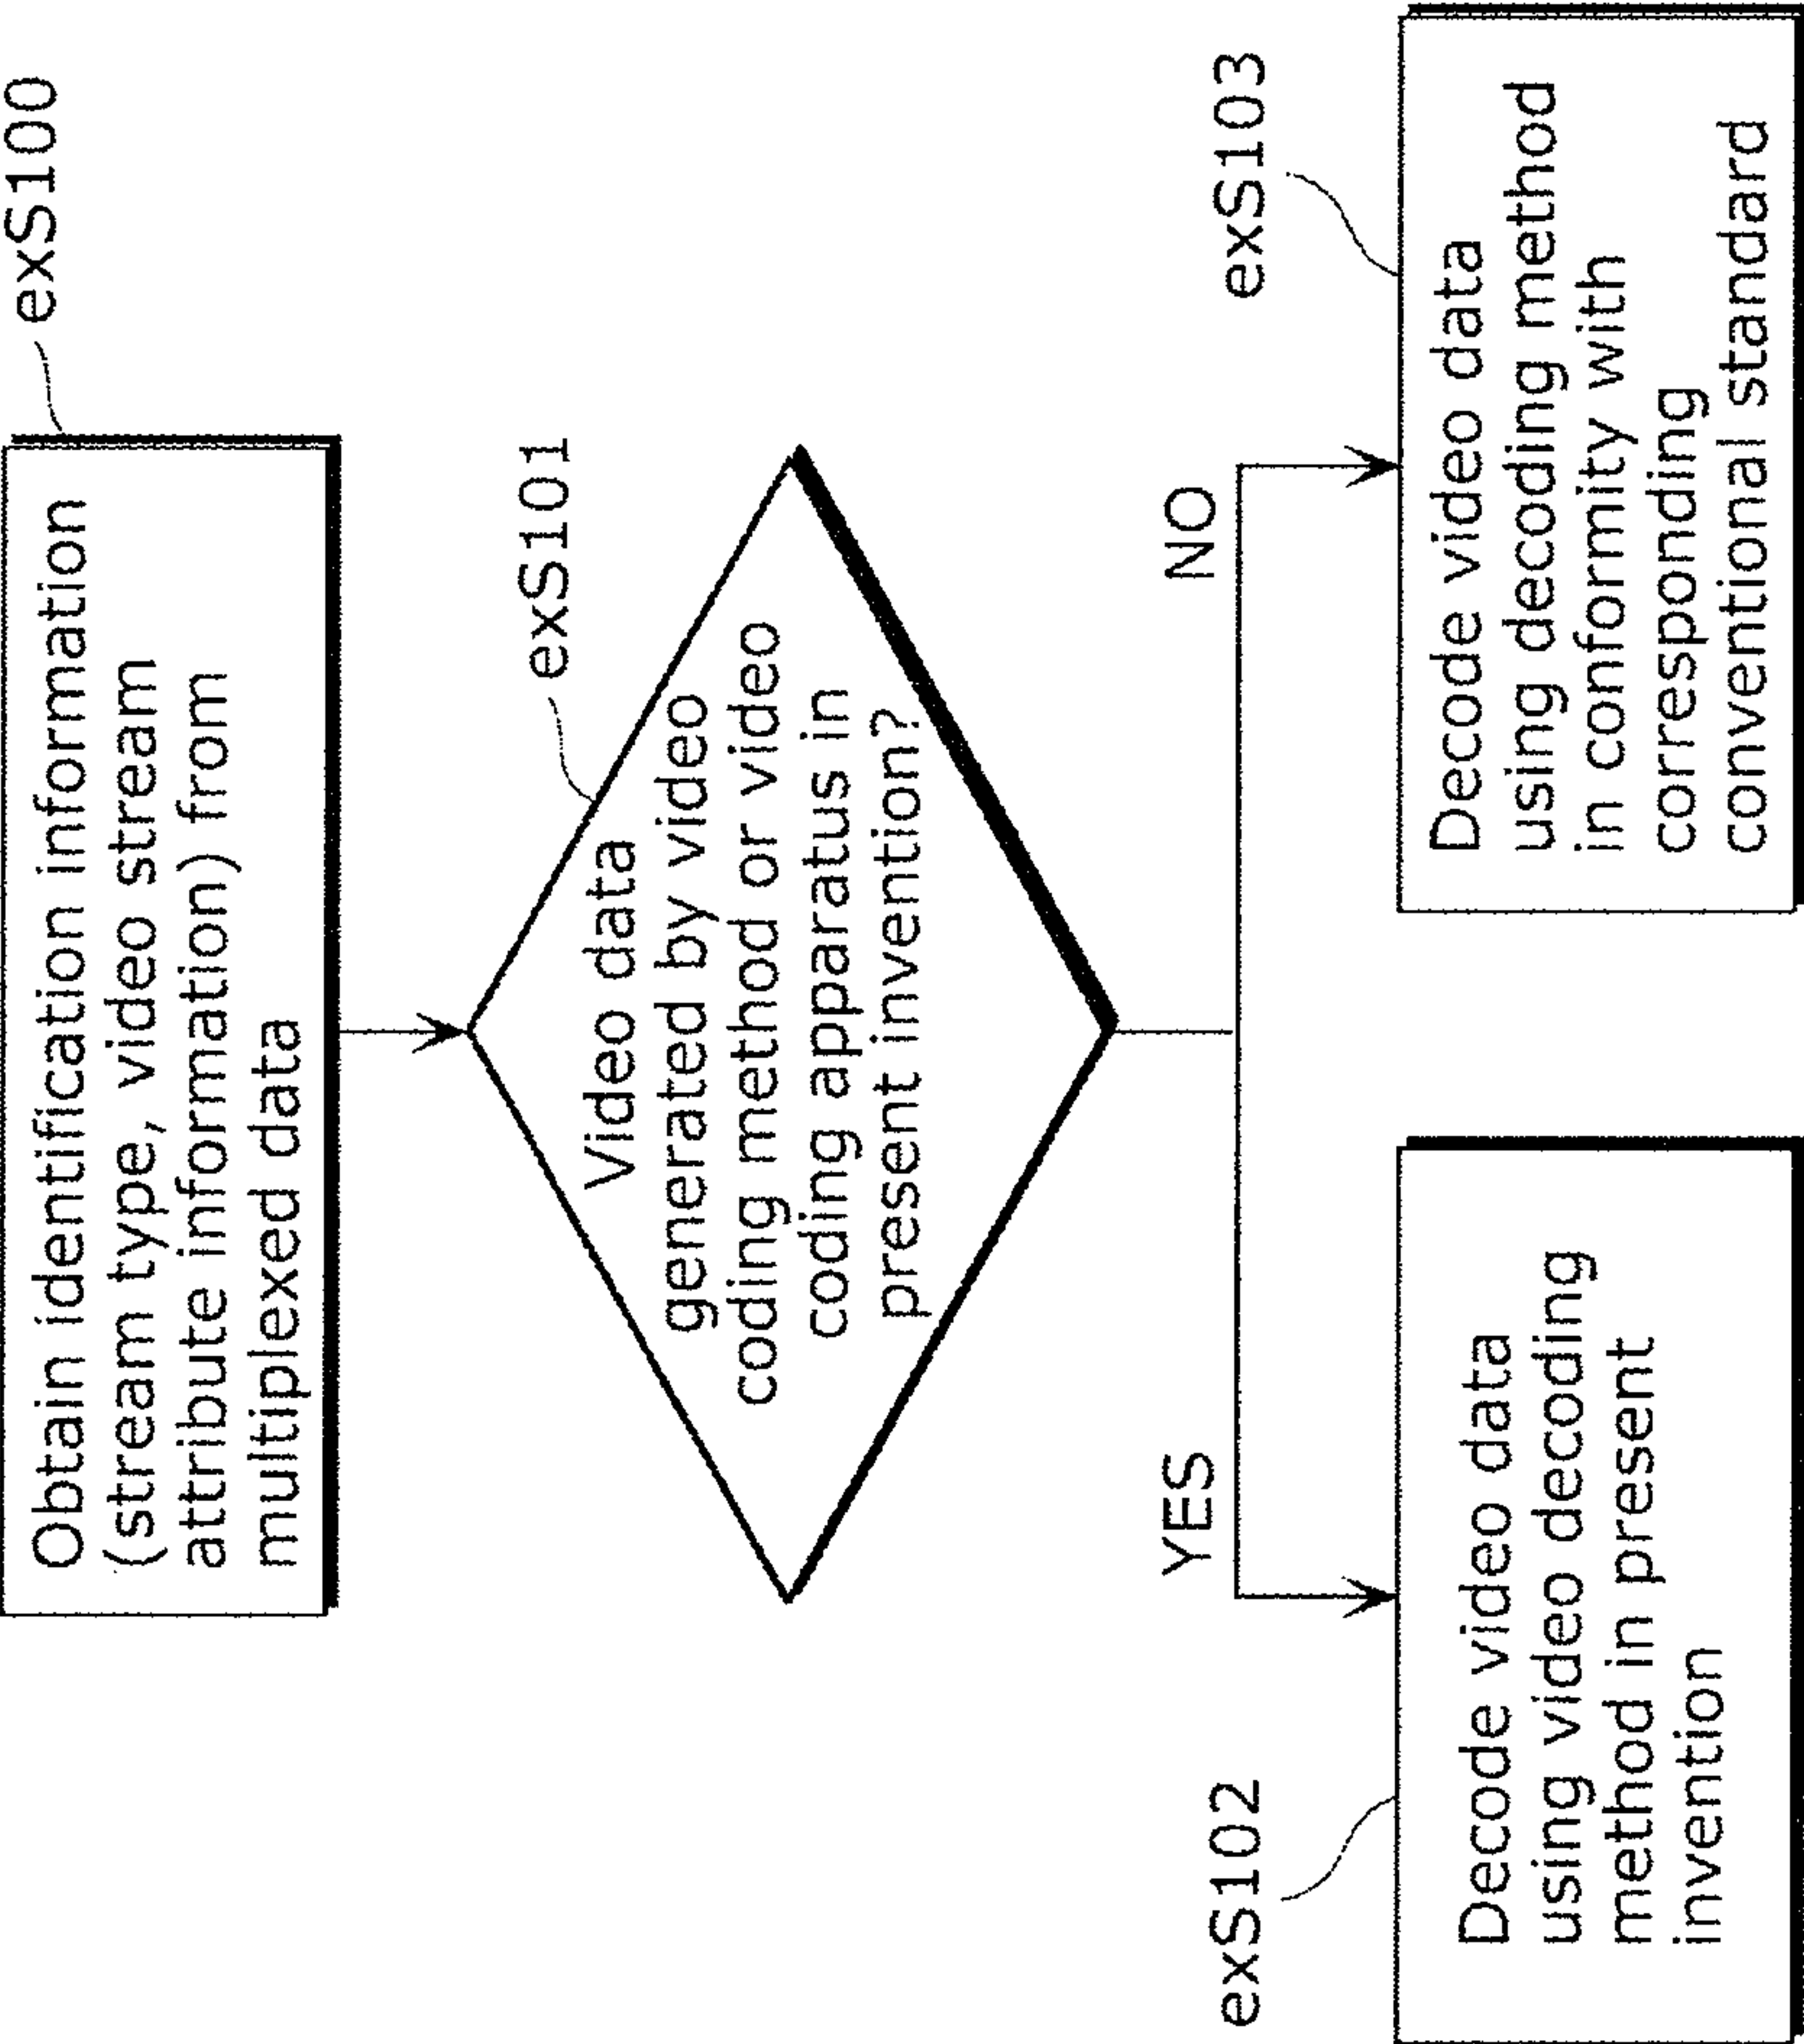 exS100
Obtain identification information
(stream type, video stream
attribute information) from
multiplexed data
exS101
Video data
generated by video
coding method or video
coding apparatus in
present invention?
YES
NO
exS102
Decode video data
using video decoding
method in present
invention
exS103
Decode video data
using decoding method
in conformity with
corresponding
conventional standard